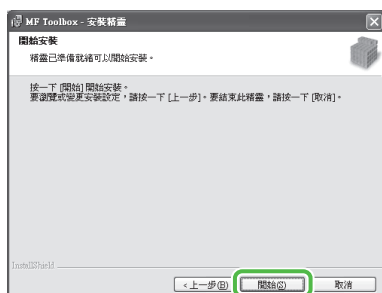 MF Toolbox - 安裝精靈
開始安裝
精靈已準備就緒可以開始安裝。
按一下 [開始] 開始安裝。
要瀏覽或變更安裝設定，請按一下 [上一步]。要結束此精靈，請按一下 [取消]。
InstallShield
<上一步(B) 開始(S) 取消